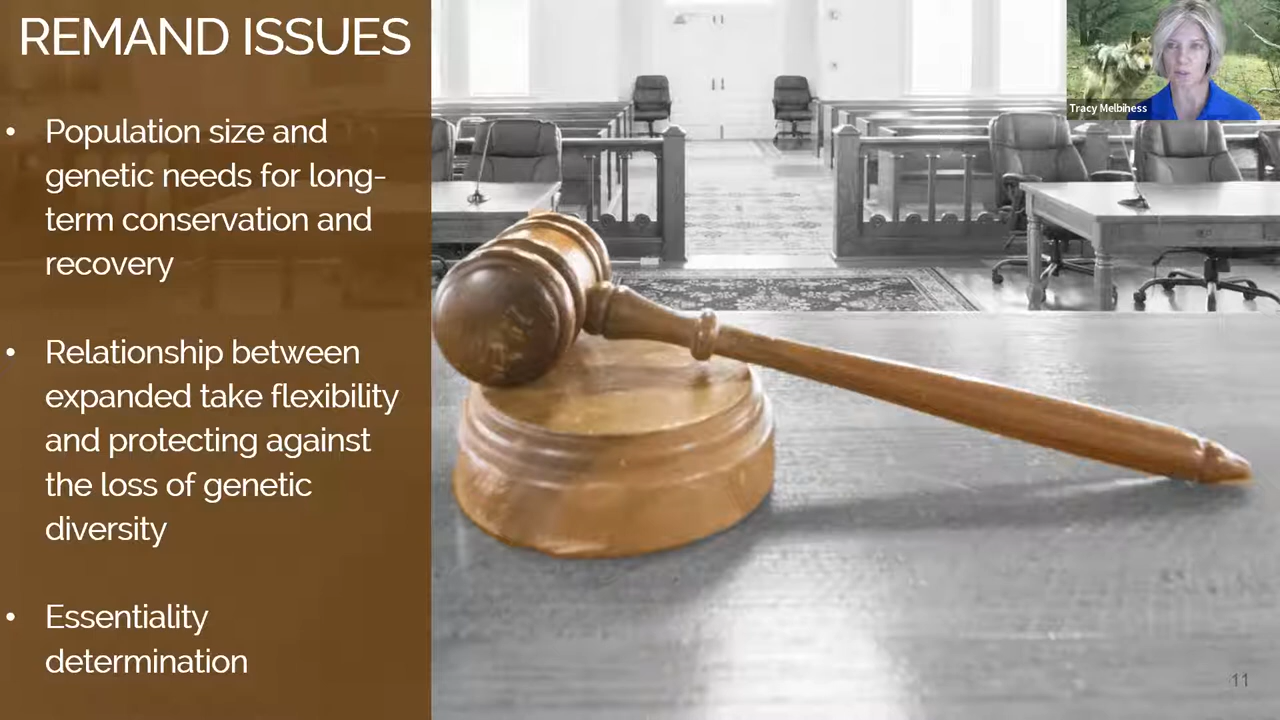 REMAND ISSUES
• Population size and
genetic needs for long-
term conservation and
recovery
• Relationship between
expanded take flexibility
and protecting against
the loss of genetic
diversity
• Essentiality
determination
Tracy Melbihess
11